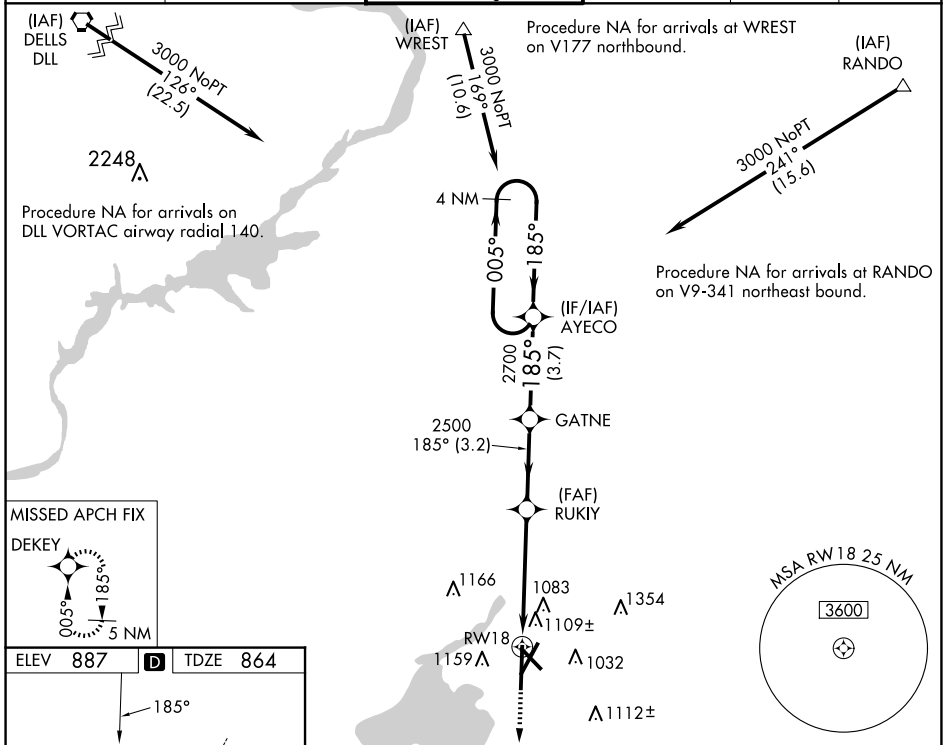 (IAF)
DELLS
DLL
3000 NoPT
126°
(22.5)
2248
Procedure NA for arrivals on
DLL VORTAC airway radial 140.
(IAF)
WREST
3000 NoPT
169°
(10.6)
Procedure NA for arrivals at WREST
on V177 northbound.
(IAF)
RANDO
3000 NoPT
241°
(15.6)
Procedure NA for arrivals at RANDO
on V9-341 northeast bound.
4 NM
005°
185°
(IF/IAF)
AYECO
2700
185°
(3.7)
GATNE
2500
185° (3.2)
(FAF)
RUKIY
MISSED APCH FIX
DEKEY
005°
185°
5 NM
1166
1083
1354
1109±
RW18
1159
1032
1112±
MSA RW18 25 NM
3600
ELEV 887 D TDZE 864
185°